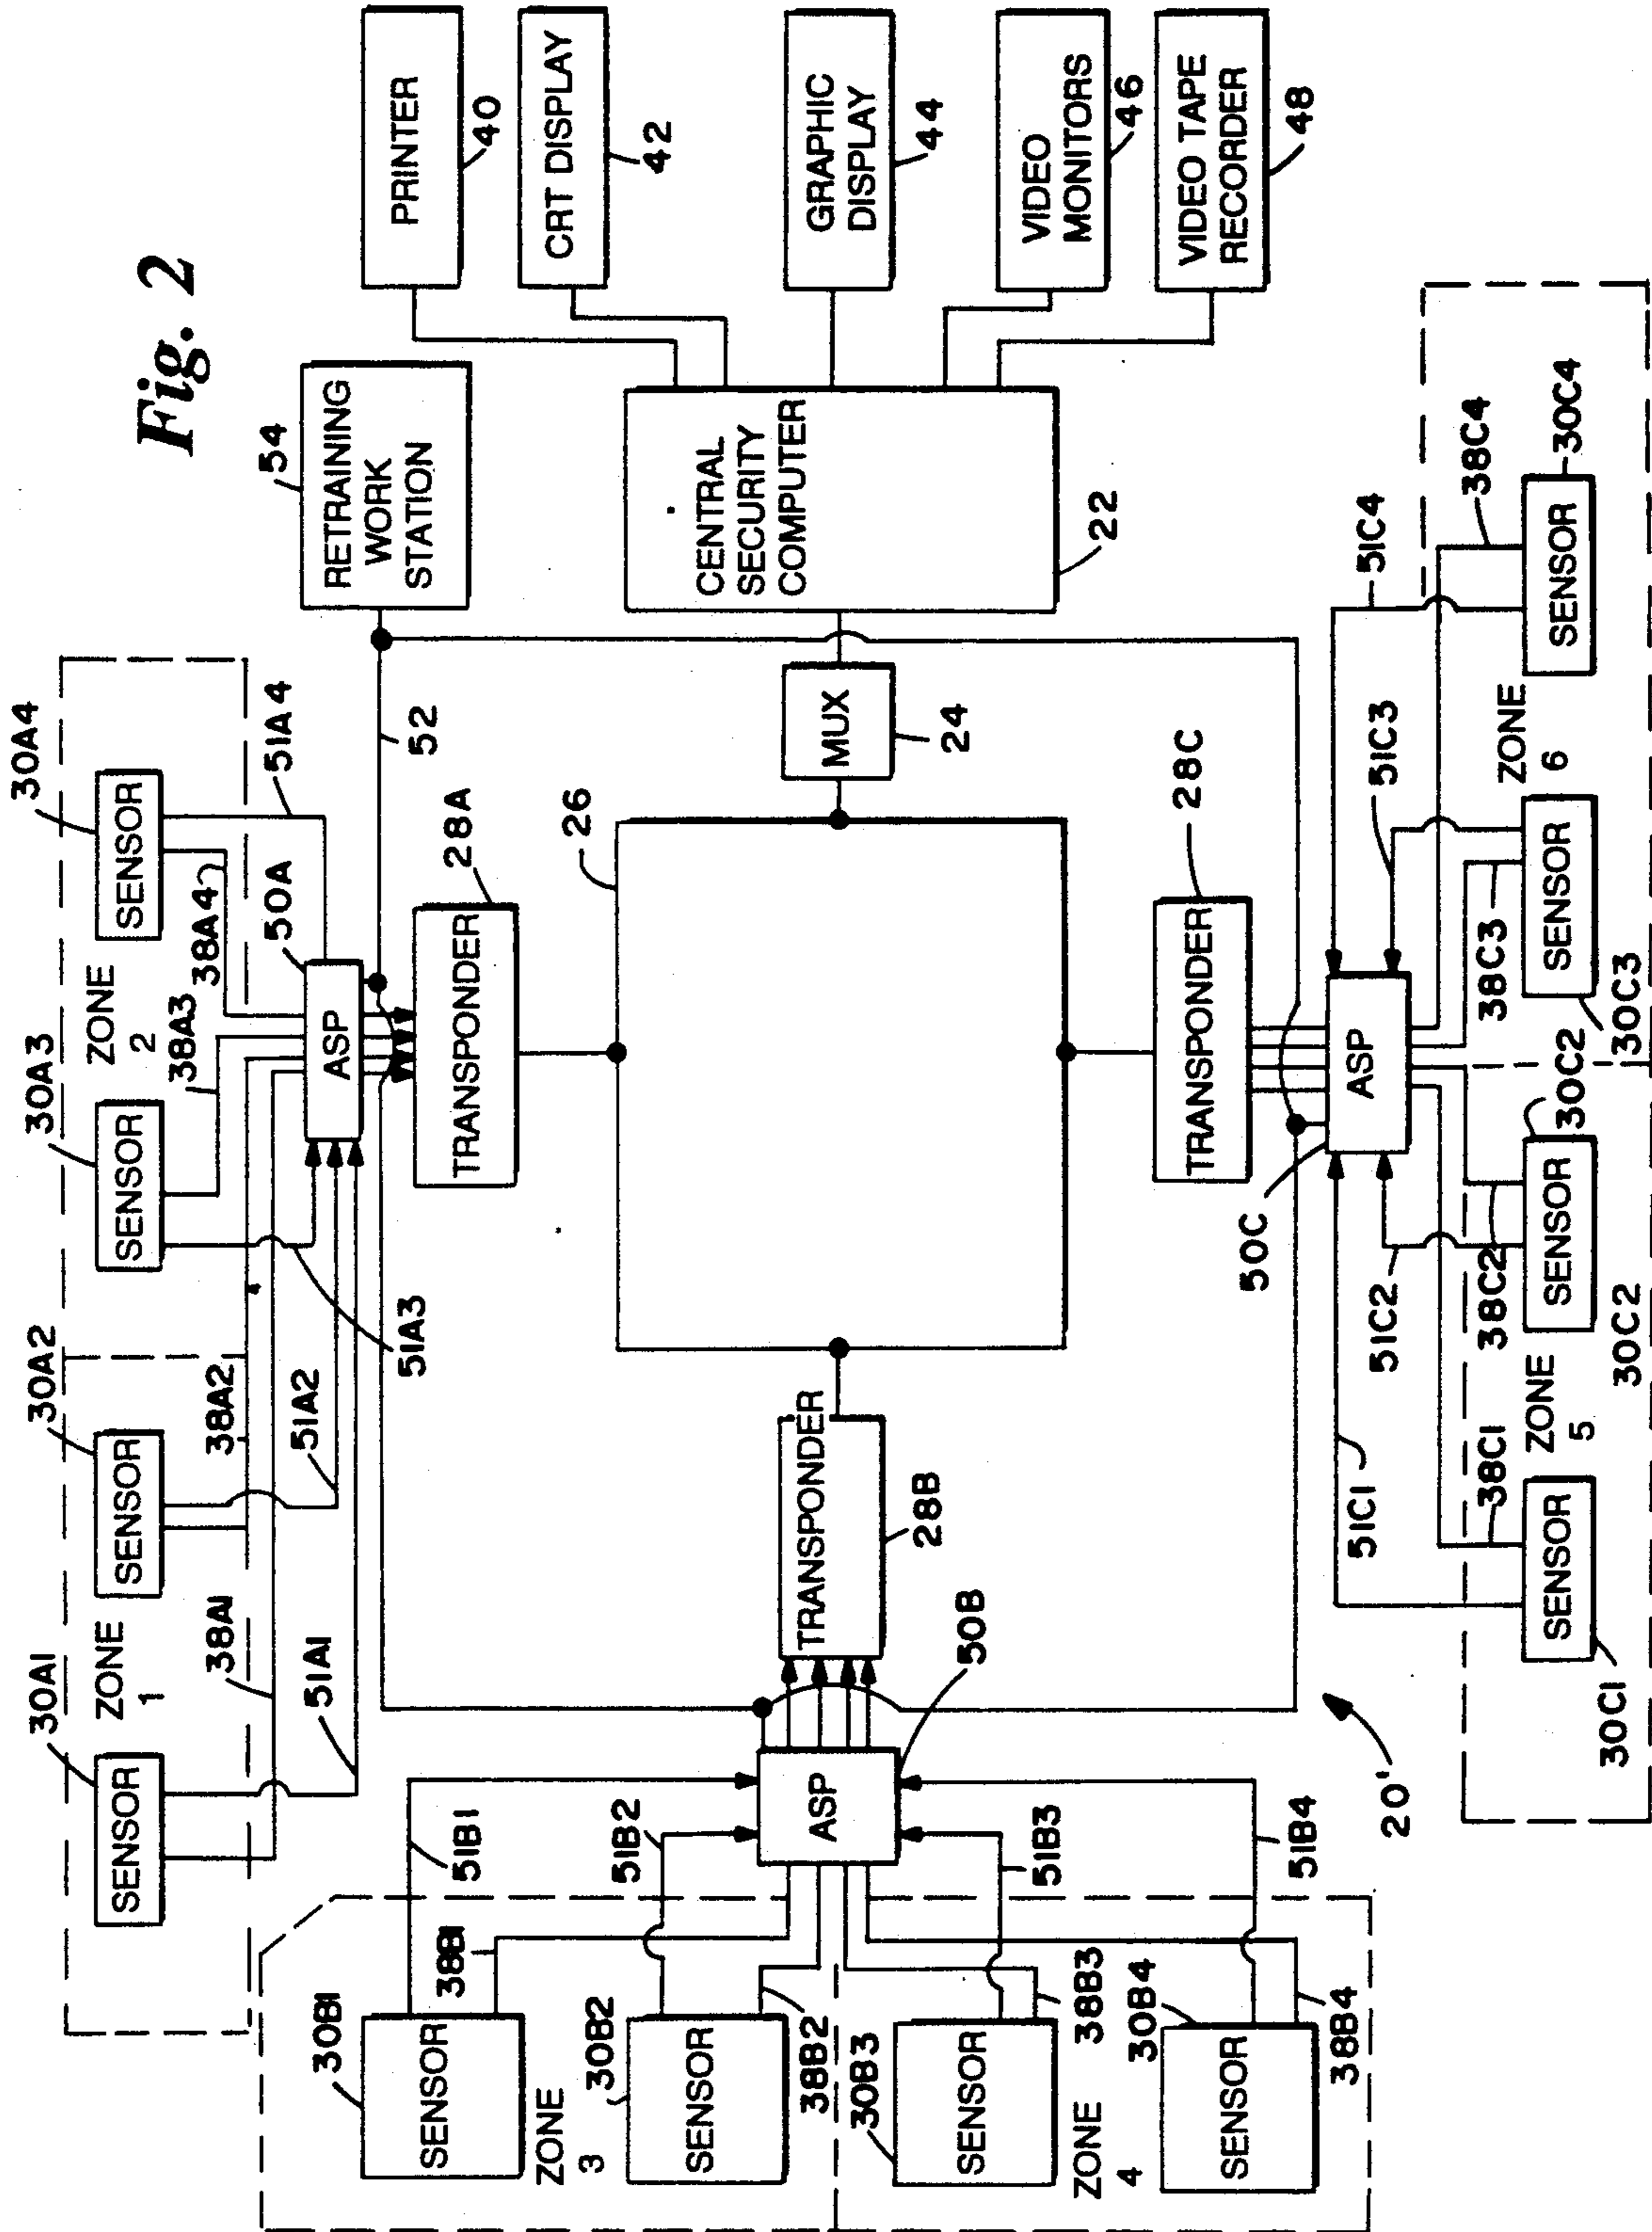 Fig. 2
30A1
30A2
30A3
30A4
SENSOR
SENSOR
SENSOR
SENSOR
ZONE
1
ZONE
2
38A1
38A2
38A3
38A4
51A1
51A2
51A3
51A4
50A
ASP
52
54
RETRAINING
WORK
STATION
28A
TRANSPONDER
26
PRINTER
40
CRT DISPLAY
42
GRAPHIC
DISPLAY
44
VIDEO
MONITORS
46
VIDEO TAPE
RECORDER
48
CENTRAL
SECURITY
COMPUTER
22
MUX
24
30B1
SENSOR
38B1
51B1
ZONE
3
30B2
SENSOR
38B2
51B2
30B3
SENSOR
38B3
51B3
ZONE
4
30B4
SENSOR
38B4
51B4
ASP
50B
TRANSPONDER
28B
TRANSPONDER
28C
50C
ASP
20'
51C1
51C2
51C3
51C4
38C1
38C2
38C3
38C4
SENSOR
SENSOR
SENSOR
SENSOR
ZONE
5
ZONE
6
30C1
30C2
30C2
30C3
30C4